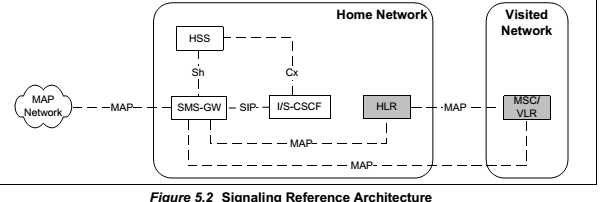 Home Network
Visited
Network
HSS
Sh
Cx
MAP
Network
MAP
SMS-GW
SIP
I/S-CSCF
HLR
MAP
MSC/
VLR
MAP
MAP
Figure 5.2 Signaling Reference Architecture